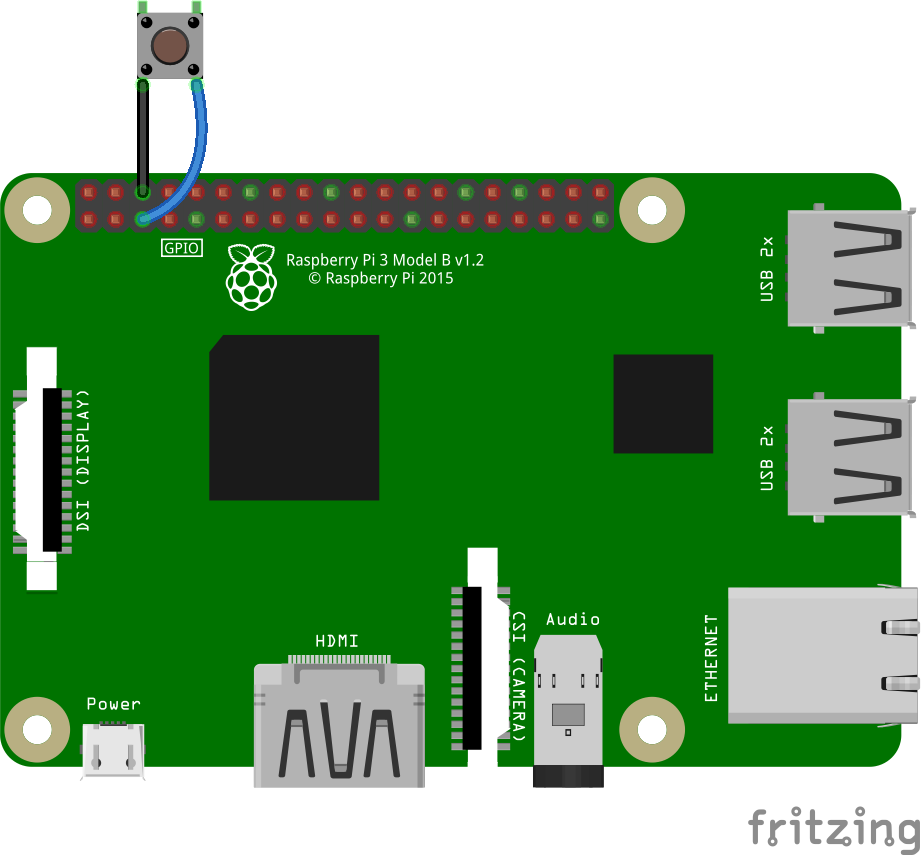 GPIO
Raspberry Pi 3 Model B v1.2
© Raspberry Pi 2015
USB 2x
DSI (DISPLAY)
USB 2x
CSI (CAMERA)
Audio
ETHERNET
HDMI
Power
fritzing